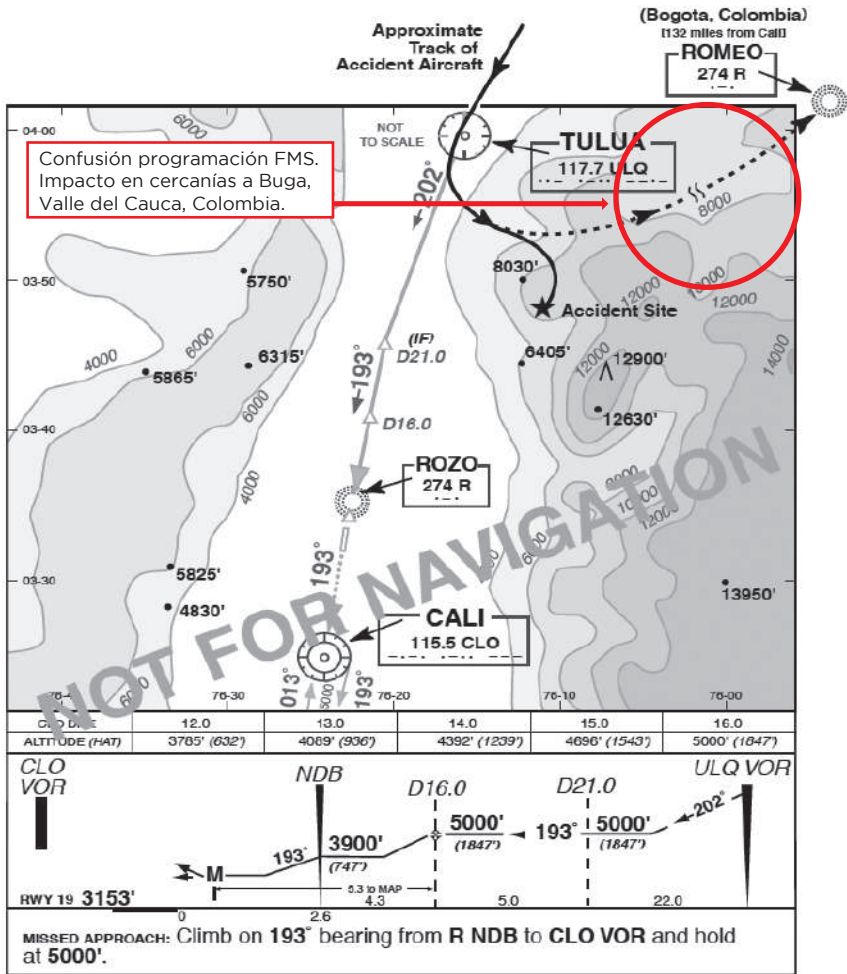 Approximate
Track of
Accident Aircraft
(Bogota, Colombia)
[132 miles from Cali]
ROMEO
274 R
04-00
6000
NOT
TO SCALE
TULUA
117.7 ULQ
Confusión programación FMS.
Impacto en cercanías a Buga,
Valle del Cauca, Colombia.
202°
8000
03-50
5750'
8030'
12000
10000
12000
Accident Site
4000
6000
6315'
5865'
6000
(IF)
D21.0
193°
6405'
12000
12900'
14000
12630'
D16.0
03-40
4000
ROZO
274 R
8000
10000
12000
6000
03-30
5825'
4830'
193°
13950'
CALI
115.5 CLO
NOT FOR NAVIGATION
6000
013°
5000
193°
76-30
76-20
76-10
76-00
12.0 13.0 14.0 15.0 16.0
ALTITUDE (HAT) 3765' (632') 4089' (936') 4392' (1239') 4696' (1543') 5000' (1847')
CLO
VOR
NDB
D16.0
D21.0
ULQ VOR
202°
5000'
(1847')
193°
5000'
(1847')
193°
3900'
(747')
M
RWY 19 3153'
5.3 to MAP
4.3
5.0
22.0
0
2.6
MISSED APPROACH: Climb on 193° bearing from R NDB to CLO VOR and hold
at 5000'.